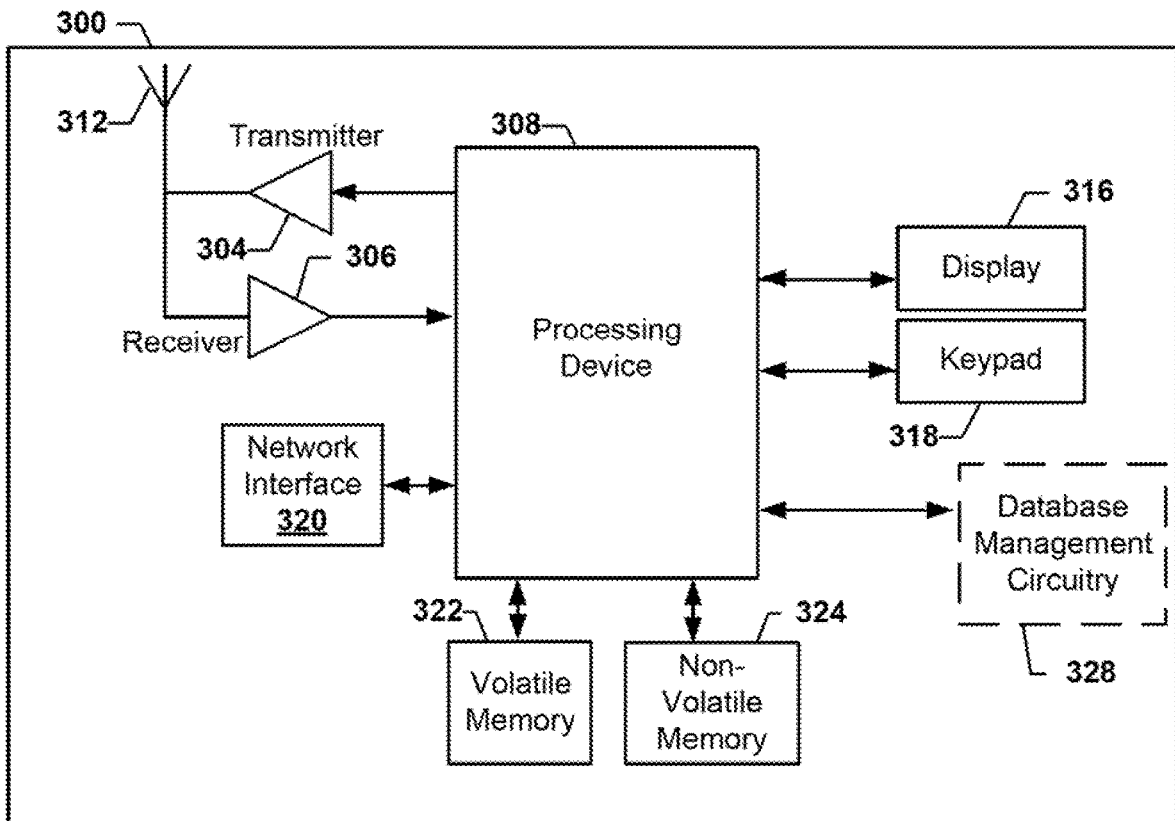 300
312
Transmitter
308
304
306
Receiver
Processing
Device
316
Display
Keypad
318
Network
Interface
320
Database
Management
Circuitry
328
322
Volatile
Memory
324
Non-
Volatile
Memory